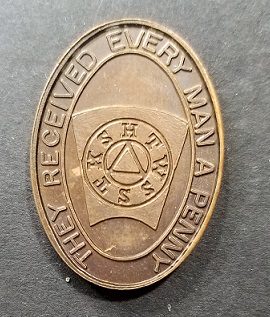 THEY RECEIVED EVERY MAN A PENNY
H T W S S T K S